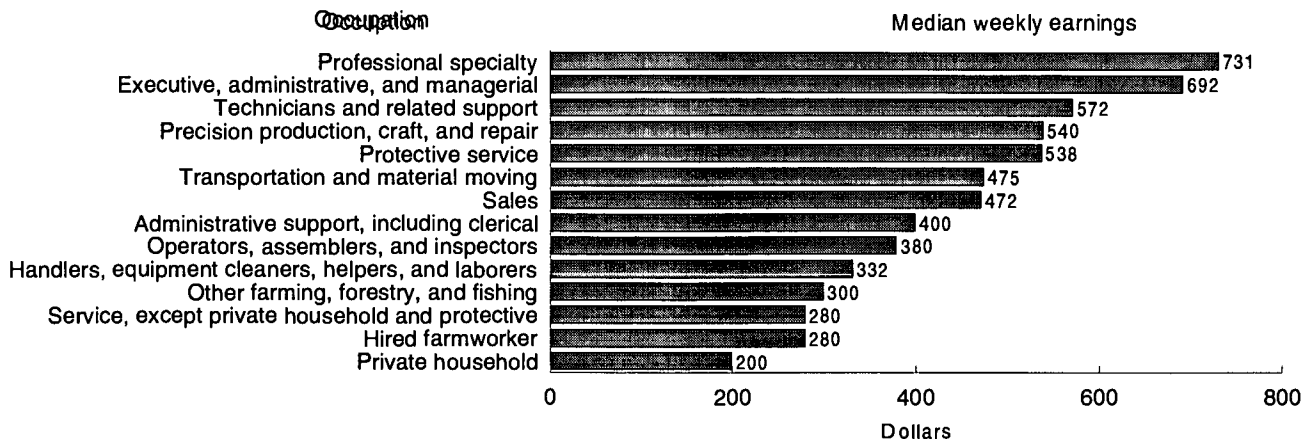 Occupation Median weekly earnings
Professional specialty 731
Executive, administrative, and managerial 692
Technicians and related support 572
Precision production, craft, and repair 540
Protective service 538
Transportation and material moving 475
Sales 472
Administrative support, including clerical 400
Operators, assemblers, and inspectors 380
Handlers, equipment cleaners, helpers, and laborers 332
Other farming, forestry, and fishing 300
Service, except private household and protective 280
Hired farmworker 280
Private household 200
0 200 400 600 800
Dollars